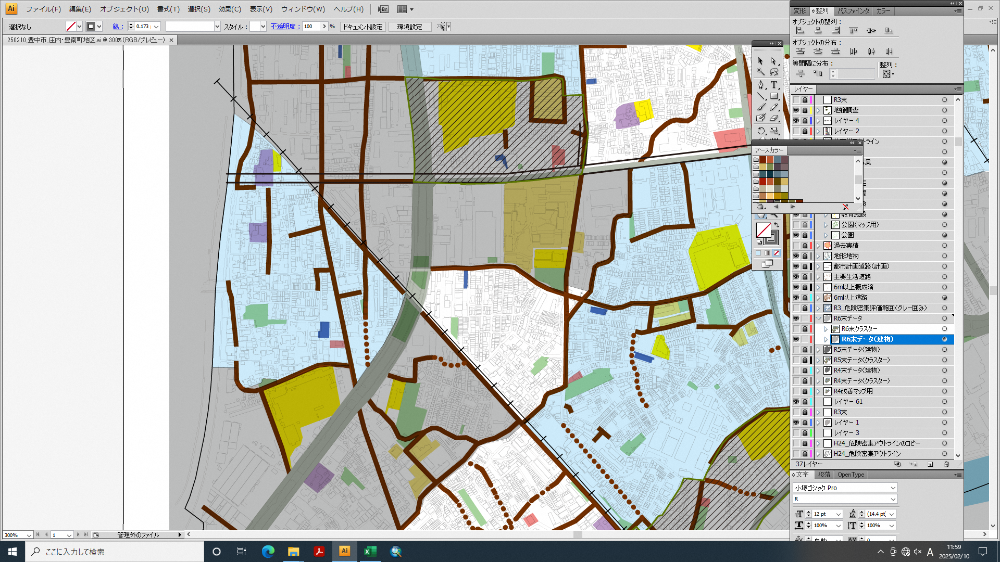 Ai ファイル(F) 編集(E) オブジェクト(O) 書式(T) 選択(S) 効果(C) 表示(V) ウィンドウ(W) ヘルプ(H) Br
選択なし 線: 0.173 スタイル: 不透明度: 100 % ドキュメント設定 環境設定
250210_豊中市_庄内・豊南町地区.ai @ 300% (RGB/プレビュー) ×
変形 整列 パスファインダ カラー
オブジェクトの整列:
オブジェクトの分布:
等間隔に分布: 整列:
レイヤー
R3末
地籍調査
レイヤー 4
レイヤー 2
アースカラー
教育施設
公園(マップ用)
公園
過去実績
地形地物
都市計画道路(計画)
主要生活道路
6m以上概成済
6m以上道路
R3_危険密集評価範囲(グレー囲み)
R6末データ
R6末クラスター
R6末データ(建物)
R5末データ(建物)
R5末データ(クラスター)
R4末データ(建物)
R4末データ(クラスター)
R4改善マップ用
レイヤー 61
R3末
レイヤー 1
レイヤー 3
H24_危険密集アウトラインのコピー
H24_危険密集アウトライン
37レイヤー
文字 段落 OpenType
小塚ゴシック Pro
R
12 pt (14.4 pt)
100% 100%
自動 0
300% 1 管理外のファイル
ここに入力して検索
Ai
A
11:59
2025/02/10